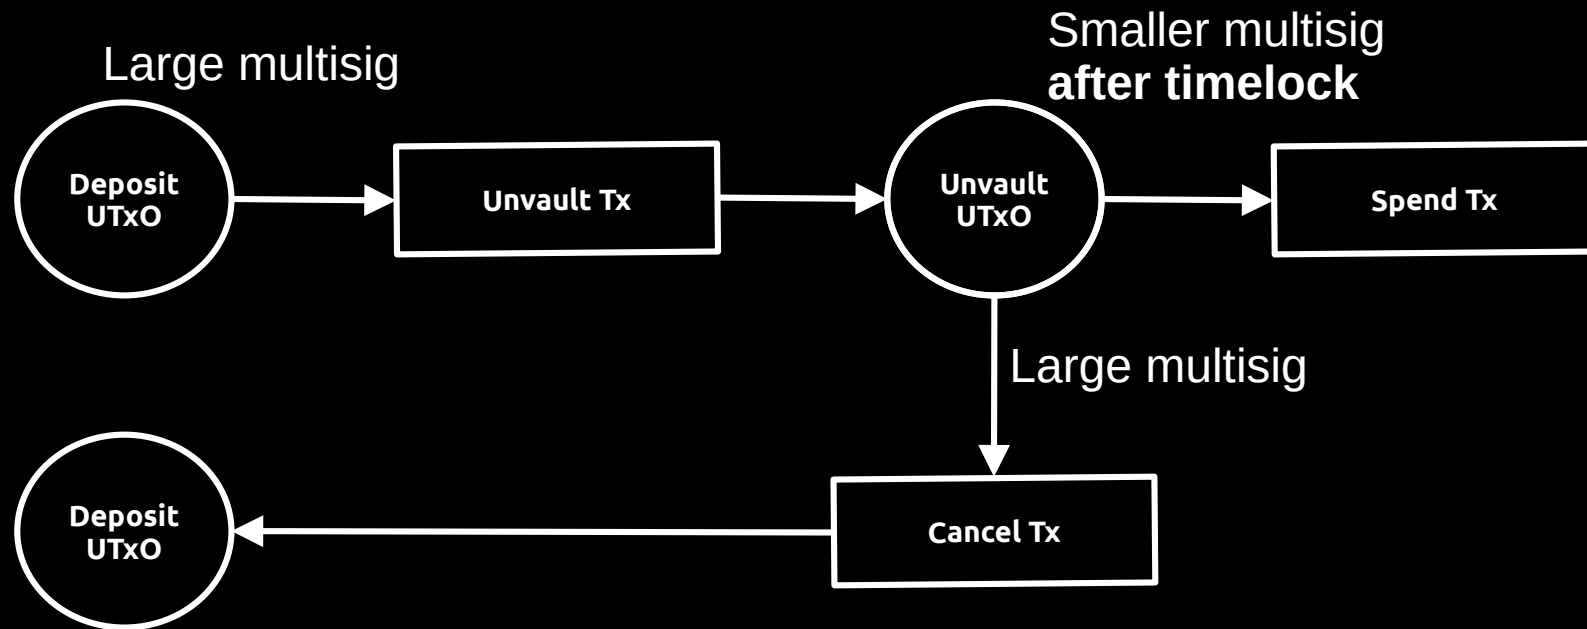 Large multisig
Smaller multisig
after timelock
Deposit
UTxO
Unvault Tx
Unvault
UTxO
Spend Tx
Large multisig
Deposit
UTxO
Cancel Tx